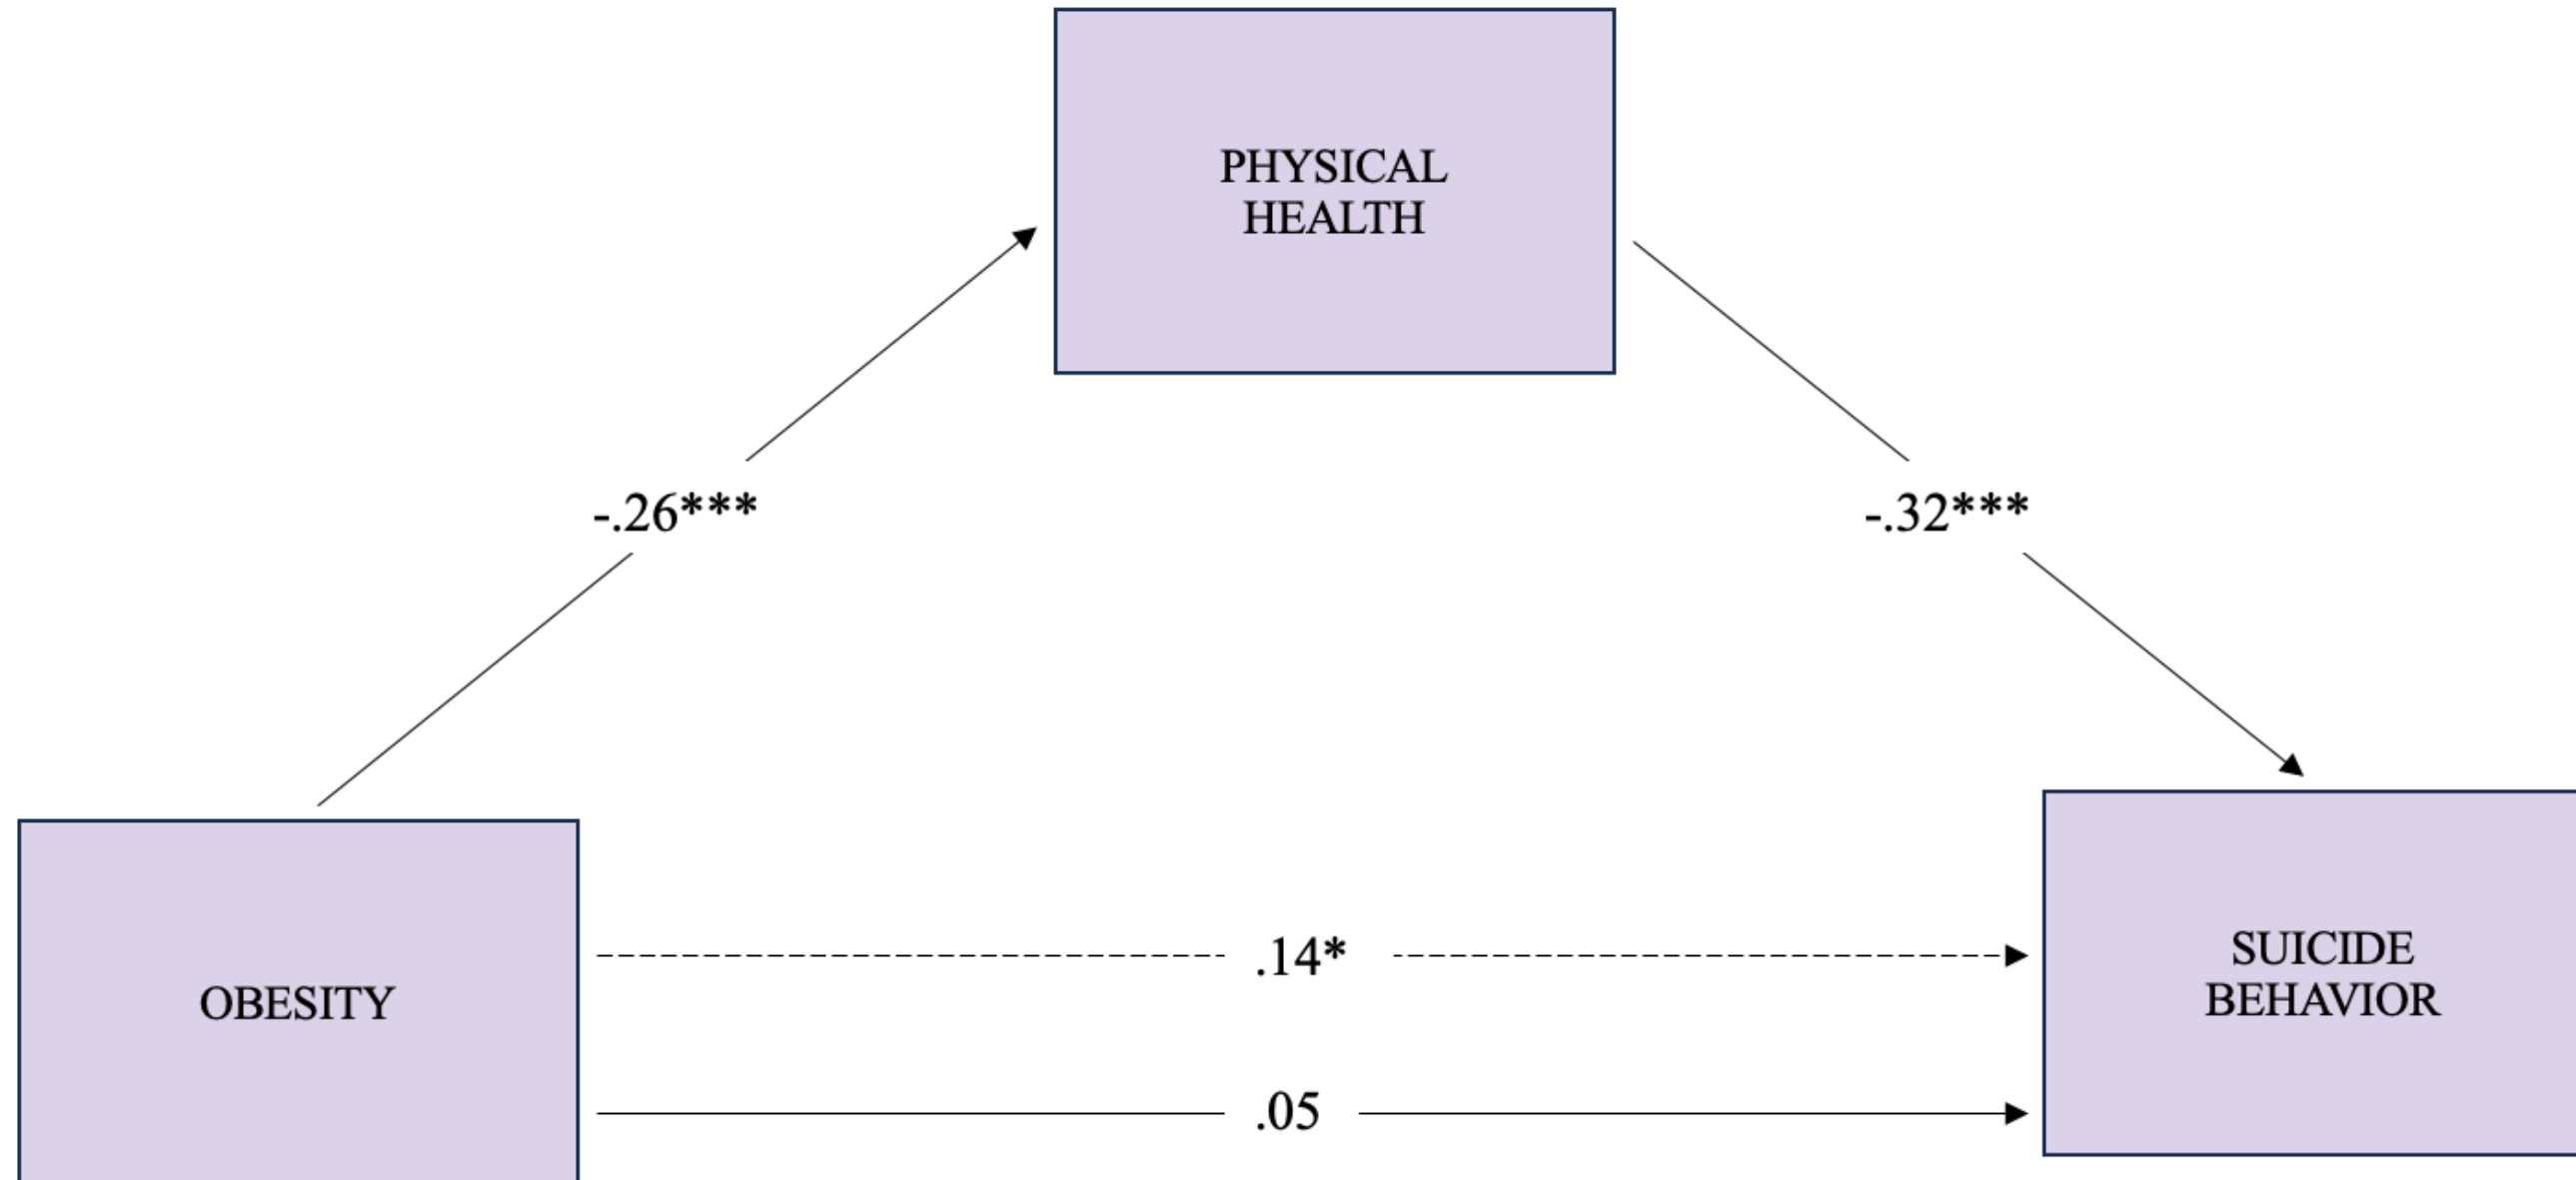 PHYSICAL
HEALTH
-.26***
-.32***
OBESITY
.14*
.05
SUICIDE
BEHAVIOR